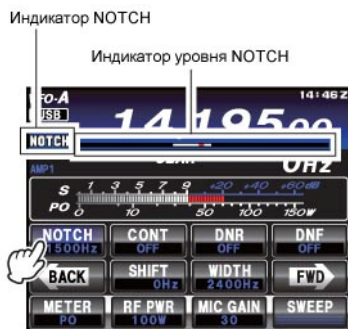 Индикатор NOTCH
Индикатор уровня NOTCH
VFO-A
14:46Z
USB
14,195.00
NOTCH
AMP1
0Hz
S 1 3 5 7 9 +20 +40 +60dB
PO 0 10 50 100 150W
NOTCH CONT DNR DNF
1500Hz OFF OFF OFF
BACK SHIFT WIDTH FWD
0Hz 2400Hz
METER RF PWR MIC GAIN SWEEP
PO 100W 30